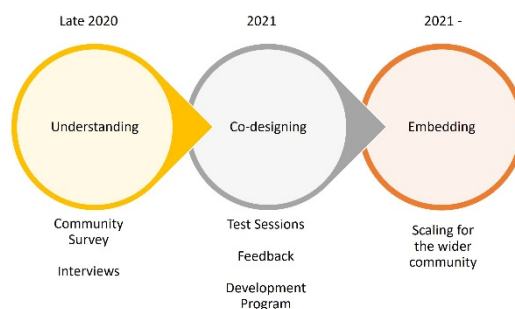 Late 2020
2021
2021 -
Understanding
Co-designing
Embedding
Community
Survey
Interviews
Test Sessions
Feedback
Development
Program
Scaling for
the wider
community